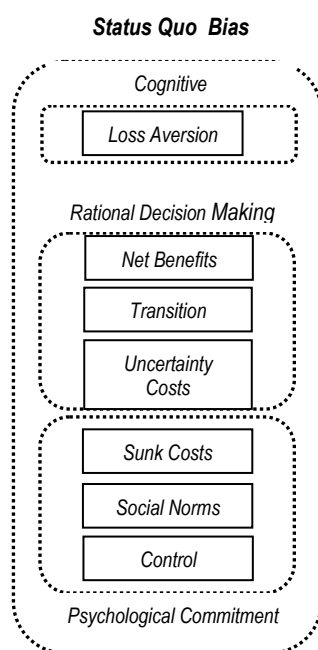 Status Quo Bias
Cognitive
Loss Aversion
Rational Decision Making
Net Benefits
Transition
Uncertainty
Costs
Sunk Costs
Social Norms
Control
Psychological Commitment